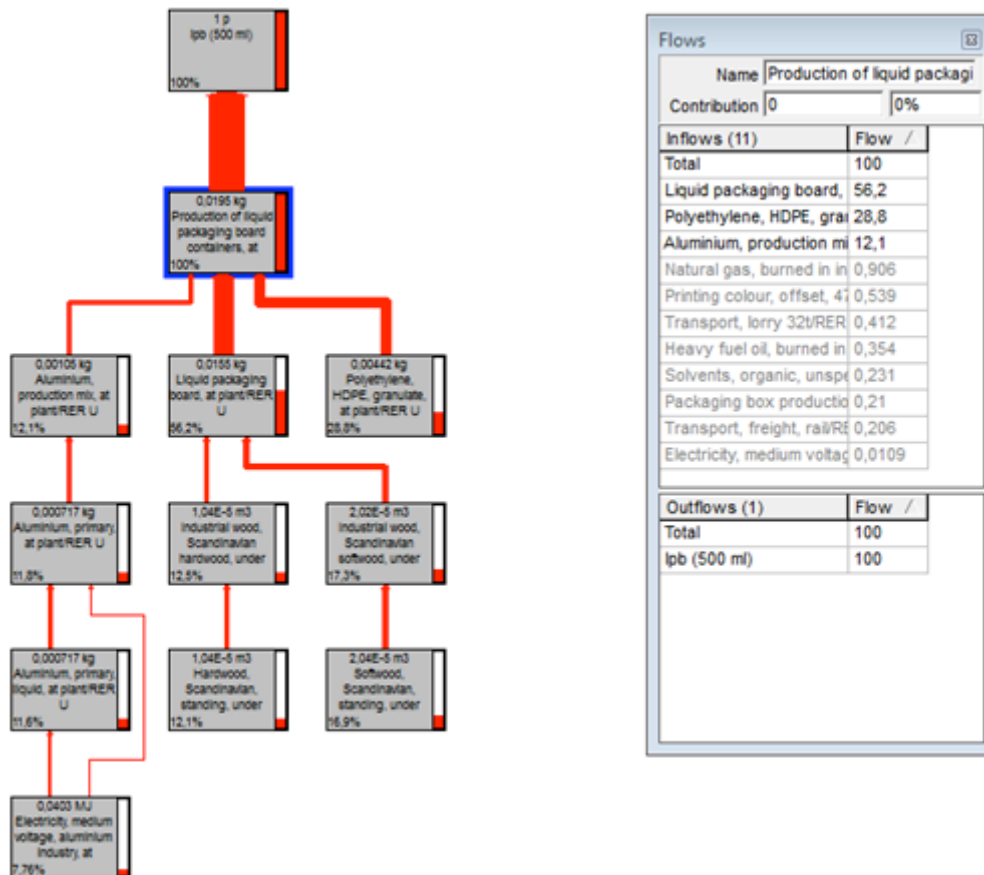 1 p
lpb (500 ml)
100%
0,0195 kg
Production of liquid
packaging board
containers, at
100%
0,00105 kg
Aluminium,
production mix, at
plant/RER U
12,1%
0,0155 kg
Liquid packaging
board, at plant/RER
U
56,2%
0,00442 kg
Polyethylene,
HDPE, granulate,
at plant/RER U
28,8%
0,000717 kg
Aluminium, primary,
at plant/RER U
11,8%
1,04E-5 m3
Industrial wood,
Scandinavian
hardwood, under
12,5%
2,02E-5 m3
Industrial wood,
Scandinavian
softwood, under
17,3%
0,000717 kg
Aluminium, primary,
liquid, at plant/RER
U
11,6%
1,04E-5 m3
Hardwood,
Scandinavian,
standing, under
12,1%
2,04E-5 m3
Softwood,
Scandinavian,
standing, under
16,9%
0,0403 MJ
Electricity, medium
voltage, aluminium
industry, at
7,76%
Flows
Name Production of liquid packagi
Contribution 0 0%
Inflows (11) Flow /
Total 100
Liquid packaging board, 56,2
Polyethylene, HDPE, gra 28,8
Aluminium, production mi 12,1
Natural gas, burned in in 0,906
Printing colour, offset, 47 0,539
Transport, lorry 32t/RER 0,412
Heavy fuel oil, burned in 0,354
Solvents, organic, unspe 0,231
Packaging box productio 0,21
Transport, freight, rail/RE 0,206
Electricity, medium voltag 0,0109
Outflows (1) Flow /
Total 100
lpb (500 ml) 100